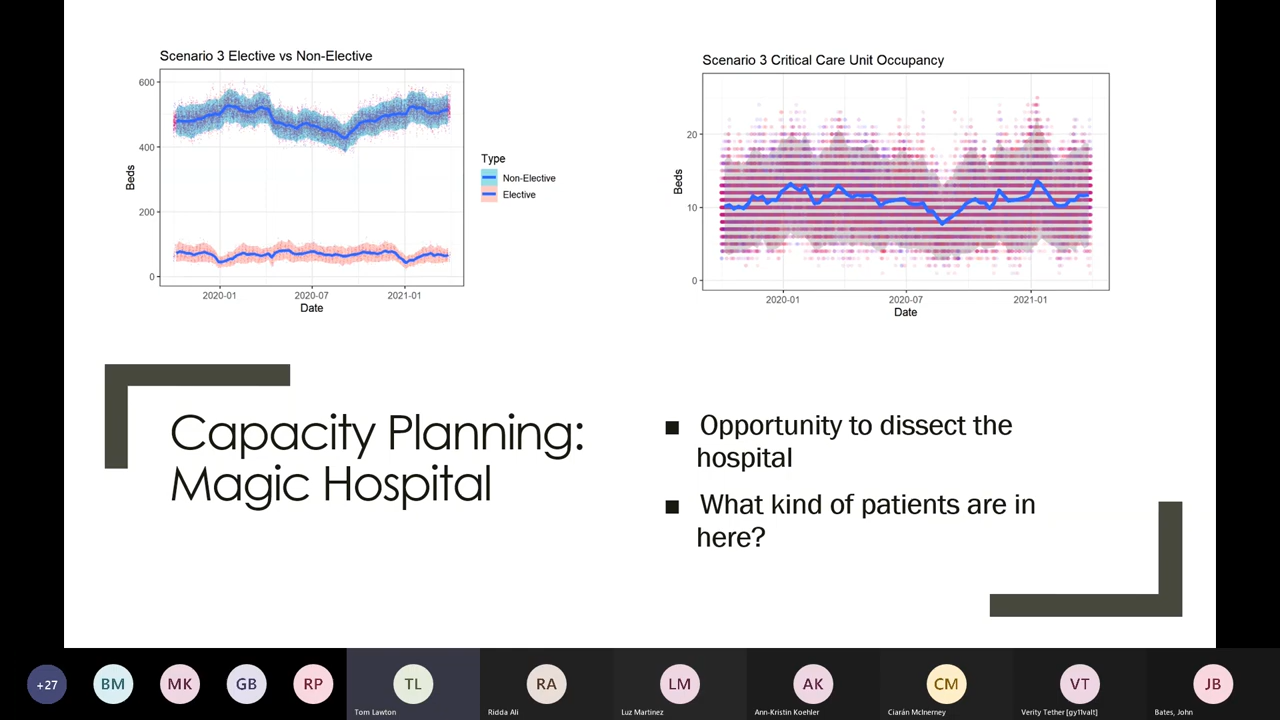 Scenario 3 Elective vs Non-Elective
600
400
200
0
Beds
2020-01
2020-07
2021-01
Date
Type
Non-Elective
Elective
Scenario 3 Critical Care Unit Occupancy
20
10
0
Beds
2020-01
2020-07
2021-01
Date
Capacity Planning:
Magic Hospital
■ Opportunity to dissect the
hospital
■ What kind of patients are in
here?
+27
BM
MK
GB
RP
TL
Tom Lawton
RA
Ridda Ali
LM
Luz Martinez
AK
Ann-Kristin Koehler
CM
Ciarán McInerney
VT
Verity Tether [gy11valt]
JB
Bates, John